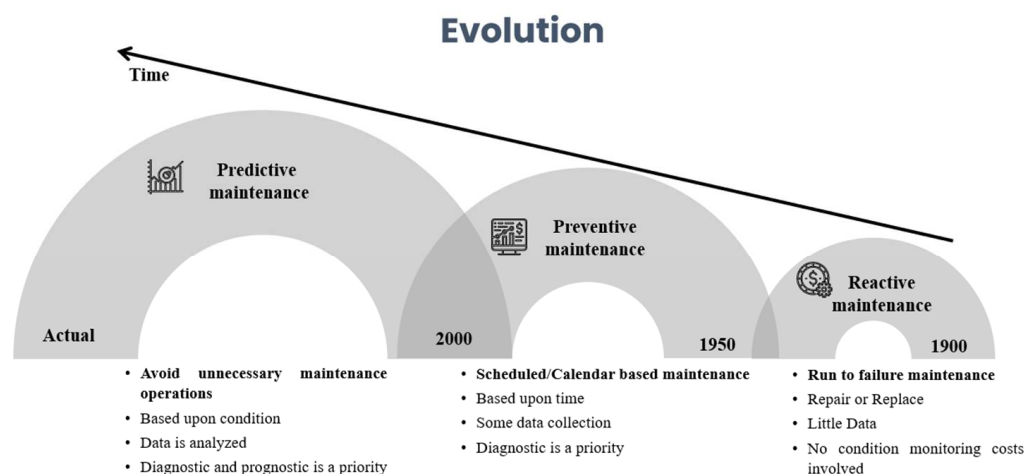 Evolution
Time
Predictive
maintenance
Preventive
maintenance
Reactive
maintenance
Actual
2000
1950
1900
• Avoid unnecessary maintenance
operations
• Based upon condition
• Data is analyzed
• Diagnostic and prognostic is a priority
• Scheduled/Calendar based maintenance
• Based upon time
• Some data collection
• Diagnostic is a priority
• Run to failure maintenance
• Repair or Replace
• Little Data
• No condition monitoring costs
involved